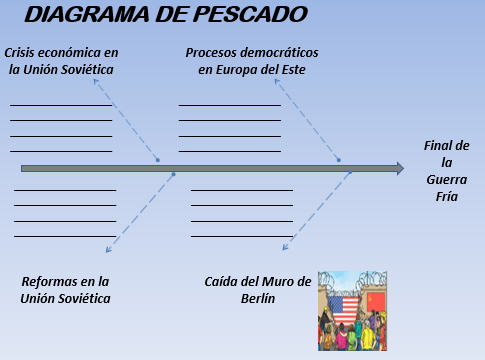 DIAGRAMA DE PESCADO
Crisis económica en
la Unión Soviética
Procesos democráticos
en Europa del Este
Final de
la
Guerra
Fría
Reformas en la
Unión Soviética
Caída del Muro de
Berlín